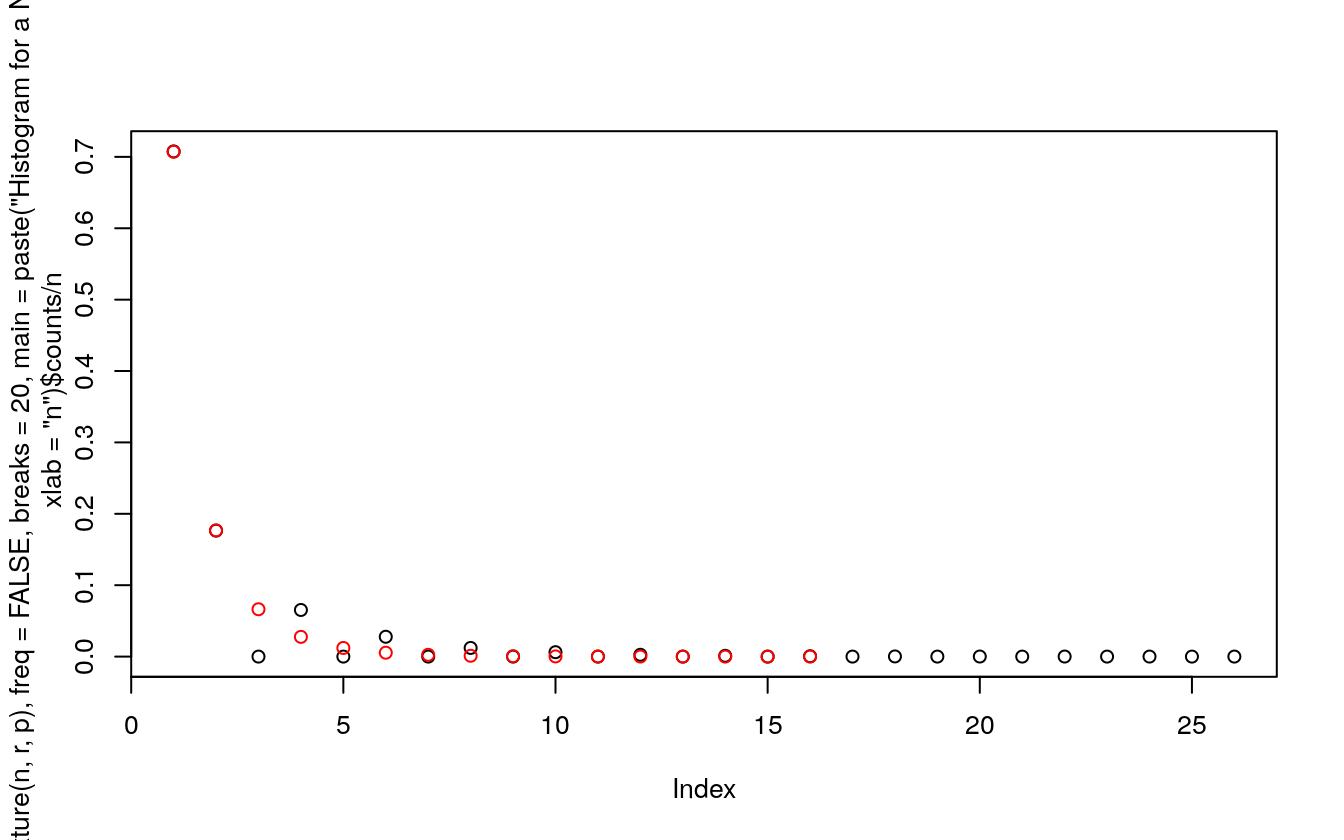 ture(n, r, p), freq = FALSE, breaks = 20, main = paste("Histogram for a
xlab = "n")$counts/n
0.7
0.6
0.5
0.4
0.3
0.2
0.1
0.0
0 5 10 15 20 25
Index